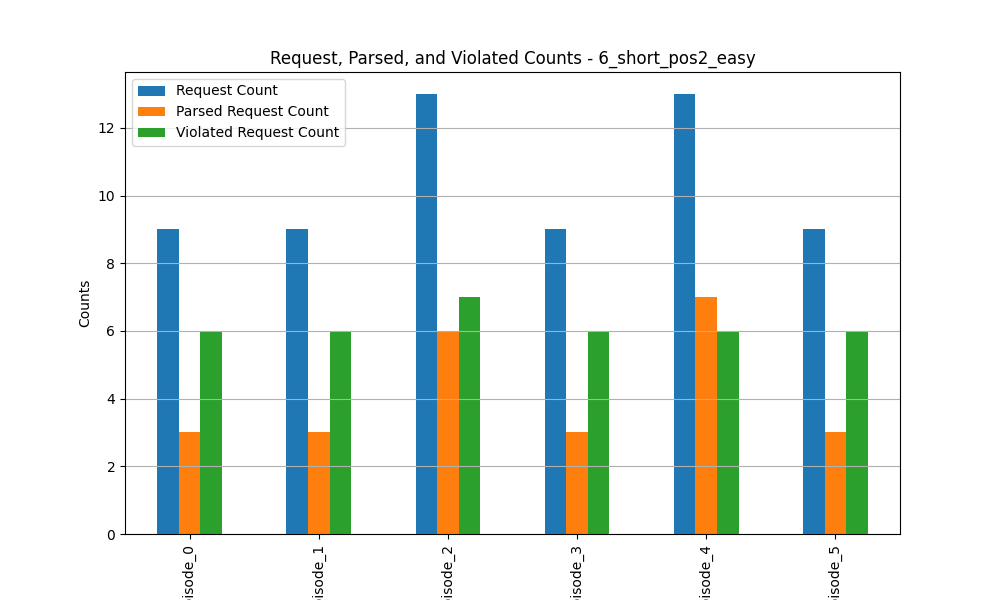 Request, Parsed, and Violated Counts - 6_short_pos2_easy
Request Count
Parsed Request Count
Violated Request Count
Counts
12
10
8
6
4
2
0
isode_0
isode_1
isode_2
isode_3
isode_4
isode_5